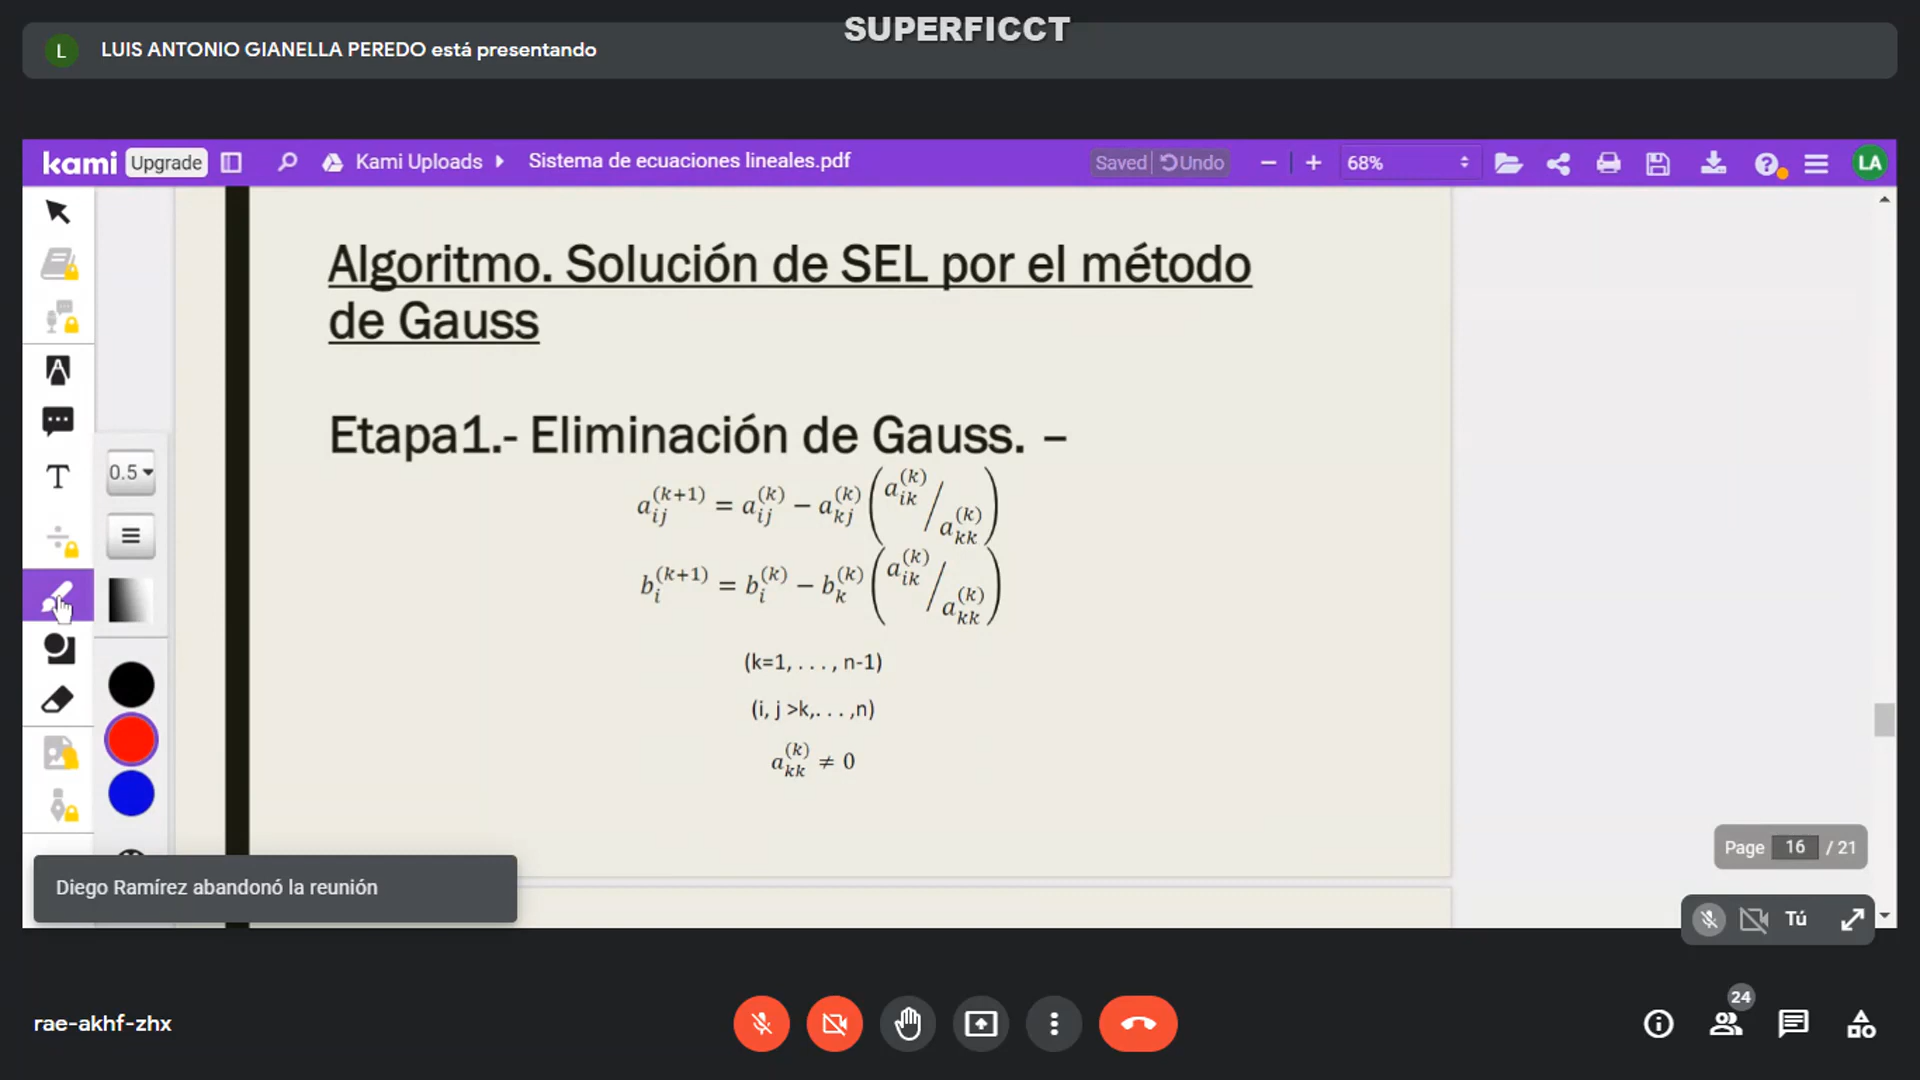 SUPERFICCT
L LUIS ANTONIO GIANELLA PEREDO está presentando
kami Upgrade Kami Uploads Sistema de ecuaciones lineales.pdf Saved Undo − + 68% LA
Algoritmo. Solución de SEL por el método
de Gauss
Etapa1.- Eliminación de Gauss. –
a_{ij}^{(k+1)} = a_{ij}^{(k)} − a_{kj}^{(k)} (a_{ik}^{(k)} / a_{kk}^{(k)})
b_{i}^{(k+1)} = b_{i}^{(k)} − b_{k}^{(k)} (a_{ik}^{(k)} / a_{kk}^{(k)})
(k=1, . . . , n-1)
(i, j >k,. . . ,n)
a_{kk}^{(k)} ≠ 0
T
0.5
Page 16 / 21
Diego Ramírez abandonó la reunión
Tú
rae-akhf-zhx
24